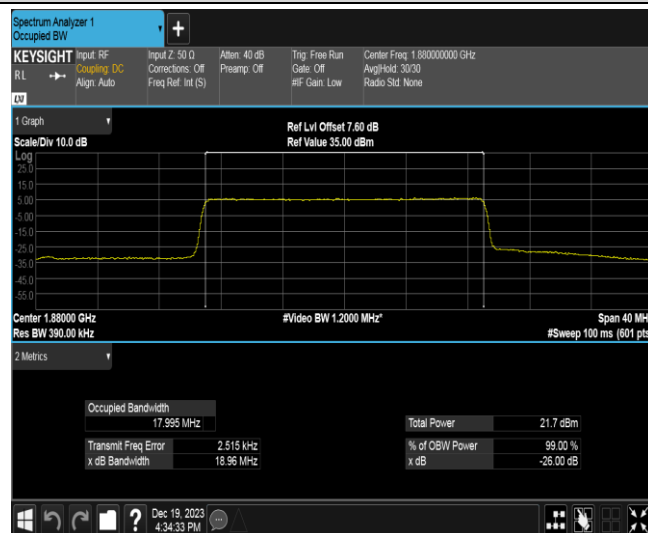 Spectrum Analyzer 1
Occupied BW
+
KEYSIGHT
RL
LXI
Input: RF
Coupling: DC
Align: Auto
Input Z: 50 Ω
Corrections: Off
Freq Ref: Int (S)
Atten: 40 dB
Preamp: Off
Trig: Free Run
Gate: Off
#IF Gain: Low
Center Freq: 1.880000000 GHz
Avg|Hold: 30/30
Radio Std: None
1 Graph
Scale/Div 10.0 dB
Ref Lvl Offset 7.60 dB
Ref Value 35.00 dBm
Log
25.0
15.0
5.00
-5.00
-15.0
-25.0
-35.0
-45.0
-55.0
Center 1.88000 GHz
#Video BW 1.2000 MHz*
Span 40 MH
Res BW 390.00 kHz
#Sweep 100 ms (601 pts
2 Metrics
Occupied Bandwidth
17.995 MHz
Total Power 21.7 dBm
Transmit Freq Error 2.515 kHz
% of OBW Power 99.00 %
x dB Bandwidth 18.96 MHz
x dB -26.00 dB
?
Dec 19, 2023
4:34:33 PM